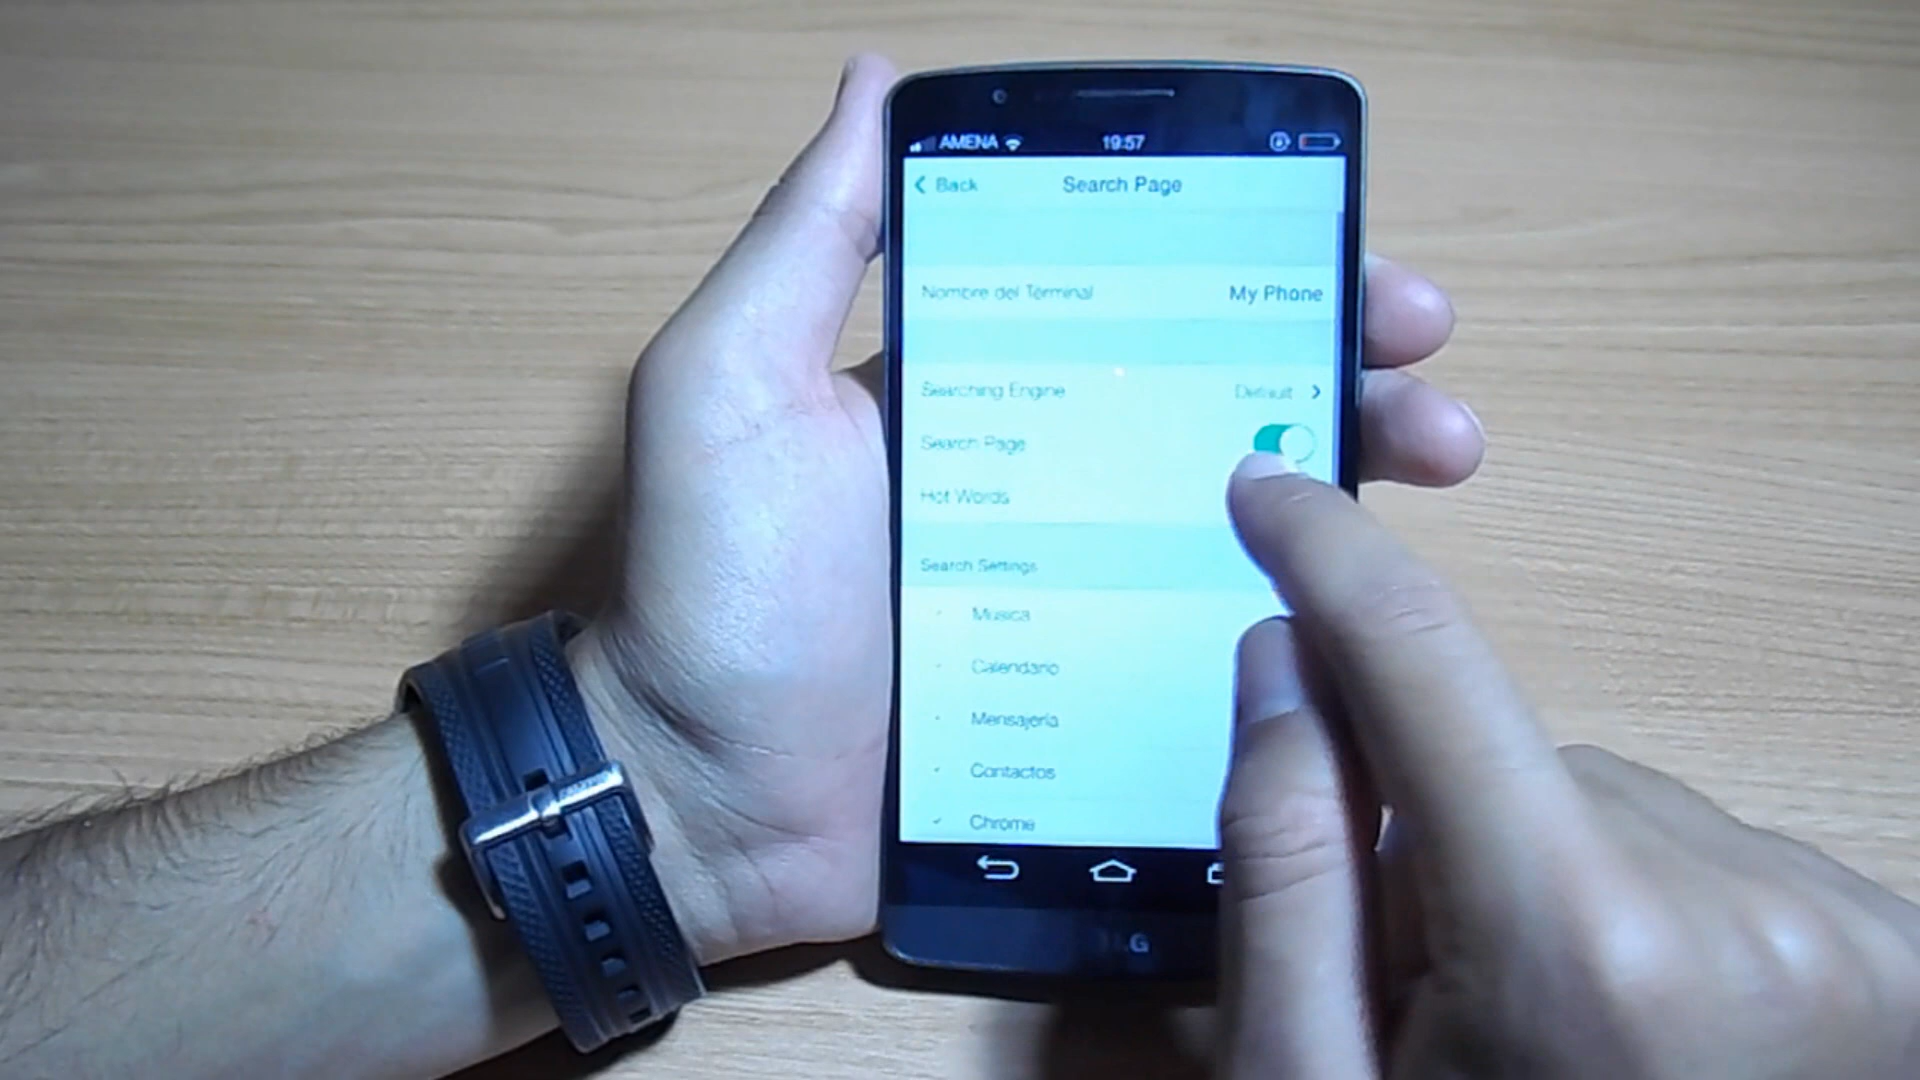 AMENA 19:57
Back Search Page
Nombre del Terminal My Phone
Searching Engine Default
Search Page
Hot Words
Search Settings
Musica
Calendario
Mensajería
Contactos
Chrome
LG